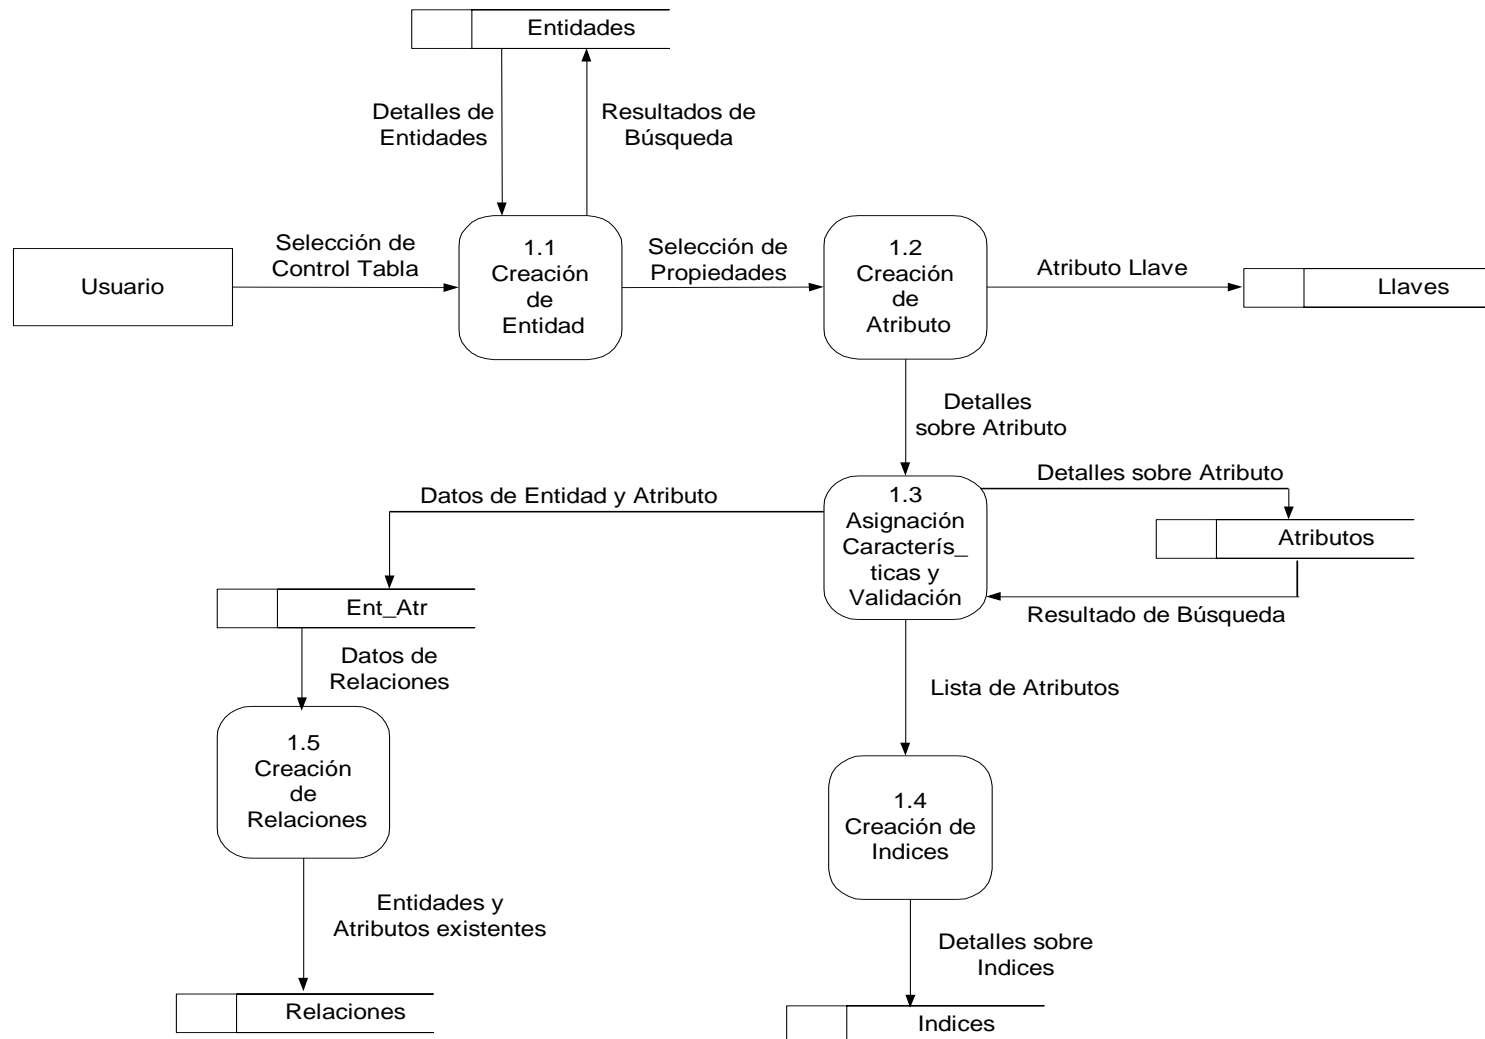 Entidades
Detalles de
Entidades
Resultados de
Búsqueda
Usuario
Selección de
Control Tabla
1.1
Creación
de
Entidad
Selección de
Propiedades
1.2
Creación
de
Atributo
Atributo Llave
Llaves
Detalles
sobre Atributo
Datos de Entidad y Atributo
1.3
Asignación
Caracterís_
ticas y
Validación
Detalles sobre Atributo
Atributos
Resultado de Búsqueda
Ent_Atr
Datos de
Relaciones
Lista de Atributos
1.5
Creación
de
Relaciones
1.4
Creación de
Indices
Entidades y
Atributos existentes
Detalles sobre
Indices
Relaciones
Indices